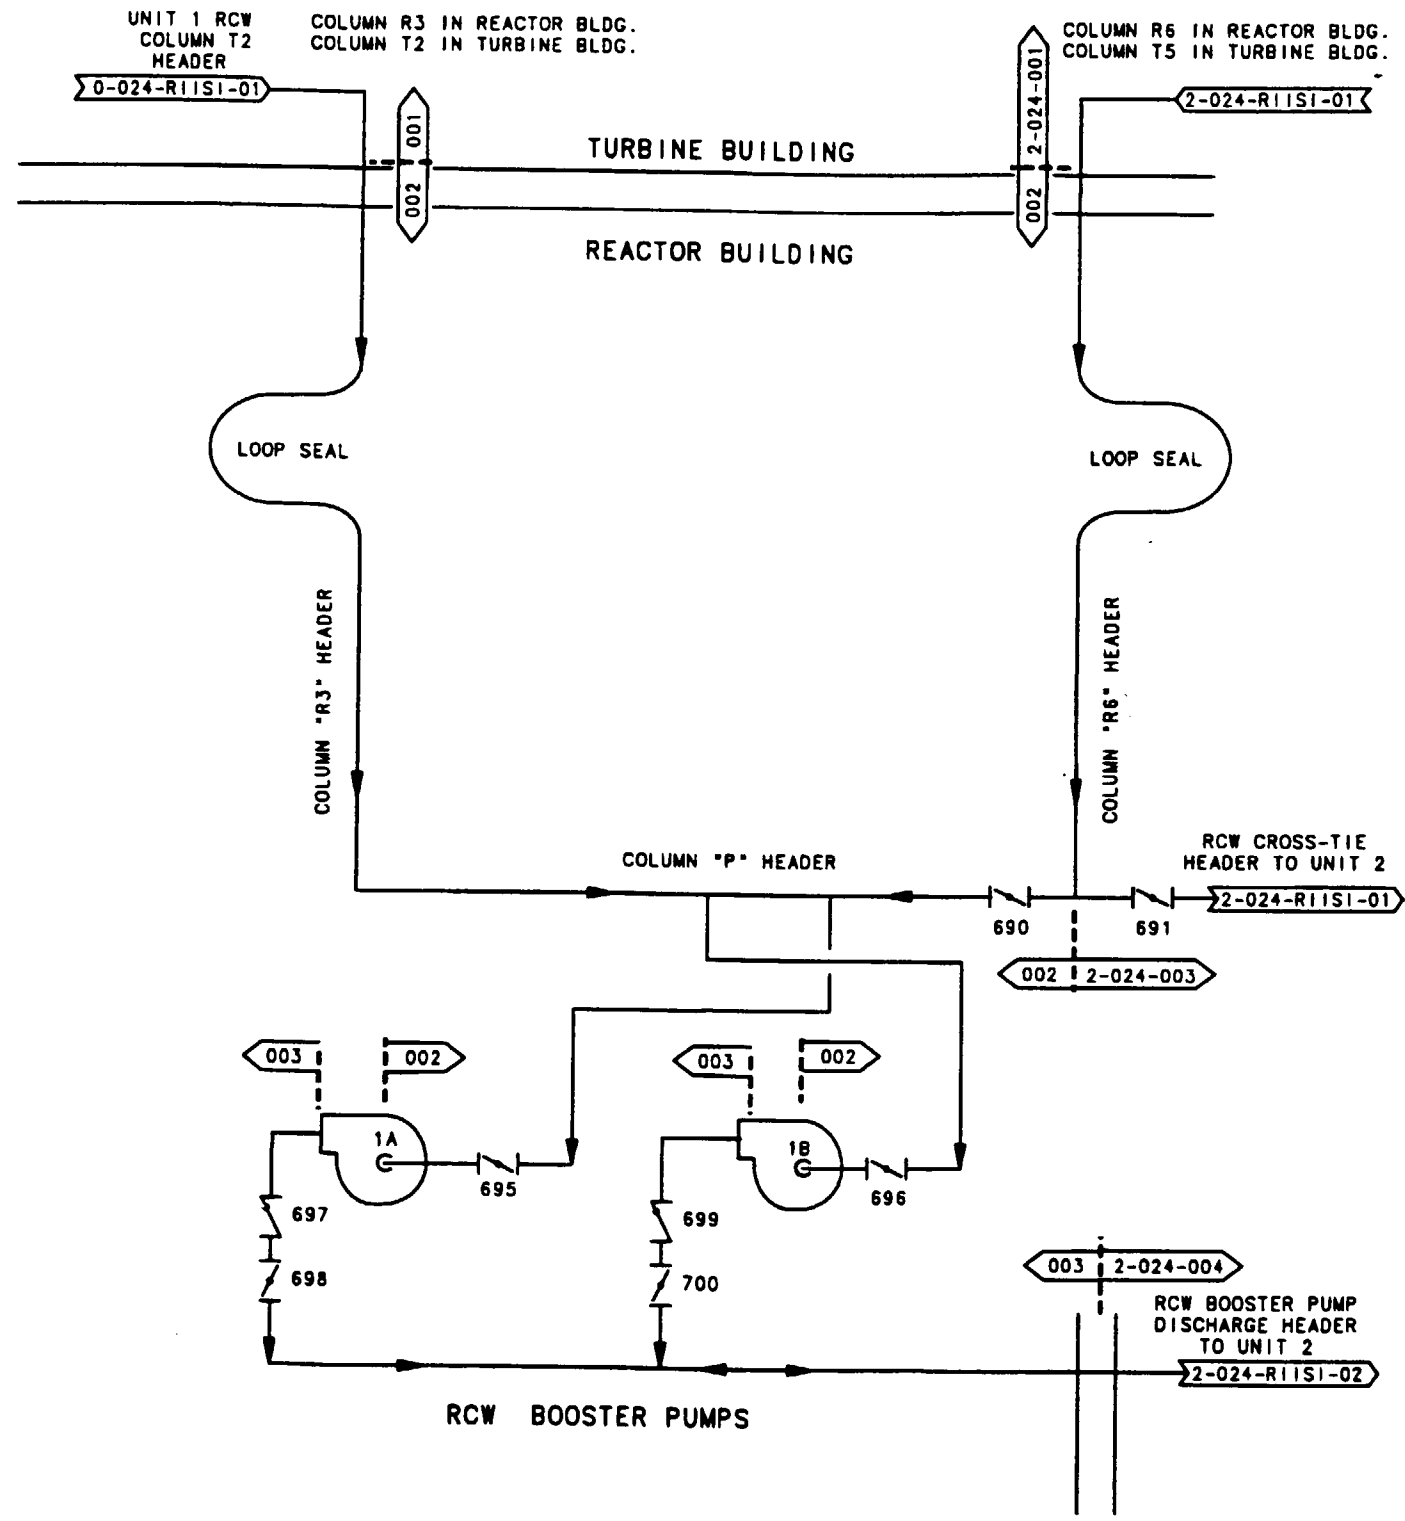 UNIT 1 RCW
COLUMN T2
HEADER
0-024-R11S1-01
COLUMN R3 IN REACTOR BLDG.
COLUMN T2 IN TURBINE BLDG.
COLUMN R6 IN REACTOR BLDG.
COLUMN T5 IN TURBINE BLDG.
2-024-R11S1-01
001
002
2-024-001
002
TURBINE BUILDING
REACTOR BUILDING
LOOP SEAL
LOOP SEAL
COLUMN "R3" HEADER
COLUMN "R6" HEADER
COLUMN "P" HEADER
RCW CROSS-TIE
HEADER TO UNIT 2
2-024-R11S1-01
690
691
002
2-024-003
003
002
003
002
1A
1B
695
696
697
699
698
700
003
2-024-004
RCW BOOSTER PUMP
DISCHARGE HEADER
TO UNIT 2
2-024-R11S1-02
RCW BOOSTER PUMPS